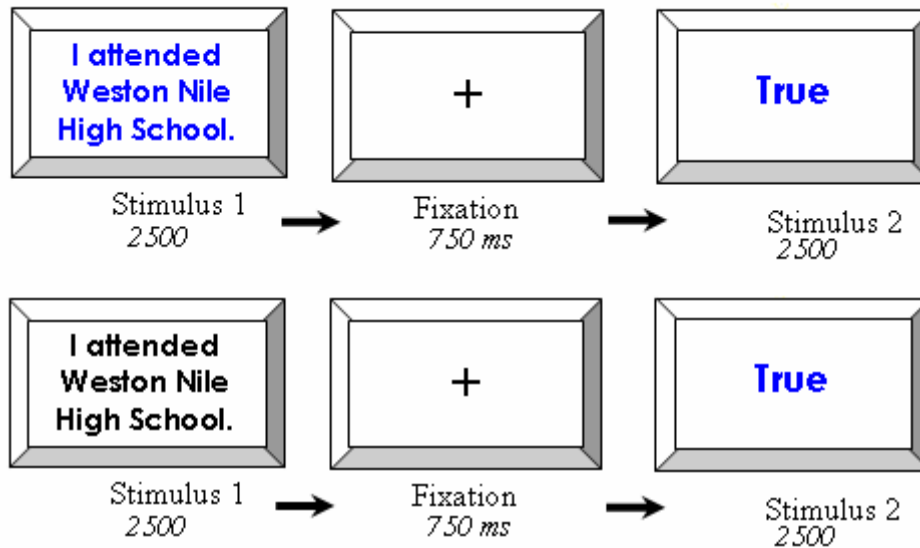 I attended
Weston Nile
High School.
+
True
Stimulus 1
2500
Fixation
750 ms
Stimulus 2
2500
I attended
Weston Nile
High School.
+
True
Stimulus 1
2500
Fixation
750 ms
Stimulus 2
2500